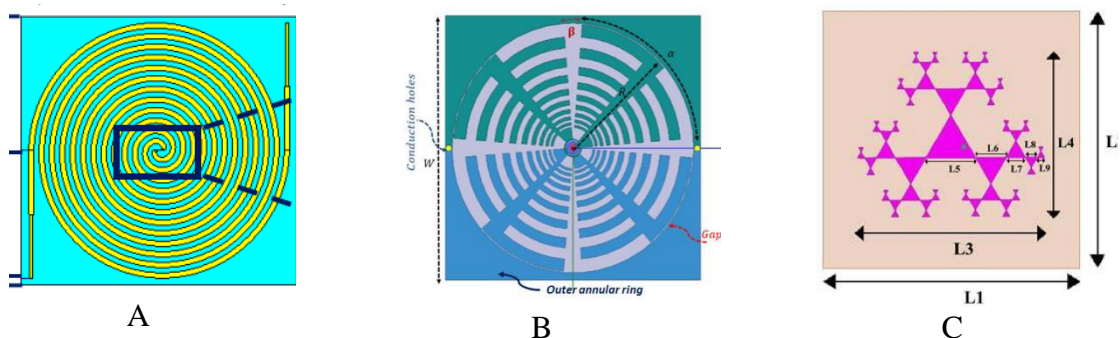 β
α
R
Conduction holes
W
Gap
Outer annular ring
L4
L
L6
L8
L5
L7
L9
L3
L1
A
B
C